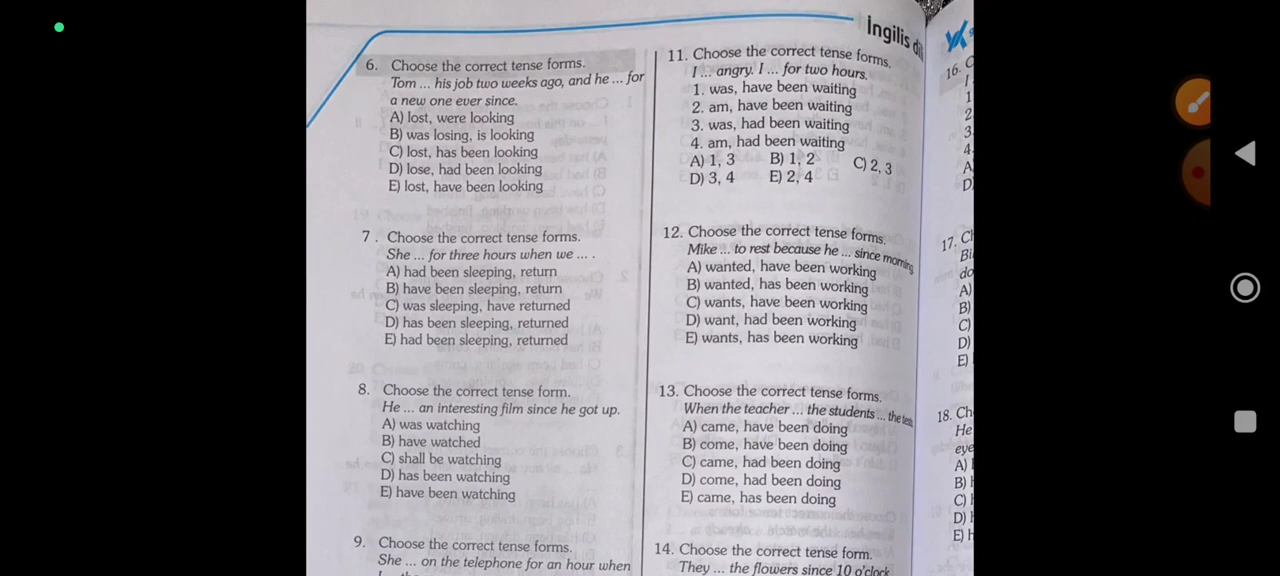 İngilis di
6. Choose the correct tense forms.
Tom ... his job two weeks ago, and he ... for
a new one ever since.
A) lost, were looking
B) was losing, is looking
C) lost, has been looking
D) lose, had been looking
E) lost, have been looking
7 . Choose the correct tense forms.
She ... for three hours when we ... .
A) had been sleeping, return
B) have been sleeping, return
C) was sleeping, have returned
D) has been sleeping, returned
E) had been sleeping, returned
8. Choose the correct tense form.
He ... an interesting film since he got up.
A) was watching
B) have watched
C) shall be watching
D) has been watching
E) have been watching
9. Choose the correct tense forms.
She ... on the telephone for an hour when
11. Choose the correct tense forms.
I ... angry. I ... for two hours.
1. was, have been waiting
2. am, have been waiting
3. was, had been waiting
4. am, had been waiting
A) 1, 3 B) 1, 2 C) 2, 3
D) 3, 4 E) 2, 4
12. Choose the correct tense forms.
Mike ... to rest because he ... since morning
A) wanted, have been working
B) wanted, has been working
C) wants, have been working
D) want, had been working
E) wants, has been working
13. Choose the correct tense forms.
When the teacher ... the students ... the tests
A) came, have been doing
B) come, have been doing
C) came, had been doing
D) come, had been doing
E) came, has been doing
14. Choose the correct tense form.
They ... the flowers since 10 o'clock
16. C
I
1
2
3.
4.
A
D)
17. Ch
Bi
do
A)
B)
C)
D)
E)
18. Ch
He
eye
A)
B)
C)
D)
E)